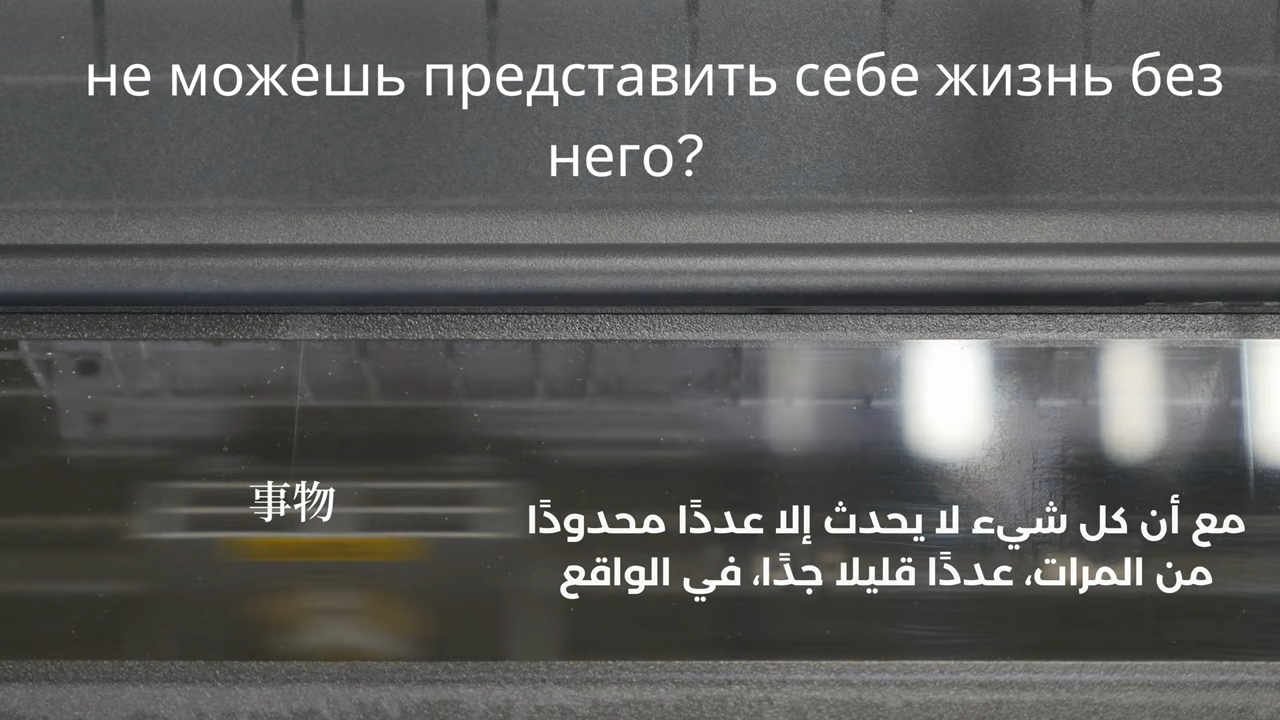 не можешь представить себе жизнь без
него?
事物
مع أن كل شيء لا يحدث إلا عددًا محدودًا
من المرات، عددًا قليلا جدًا، في الواقع